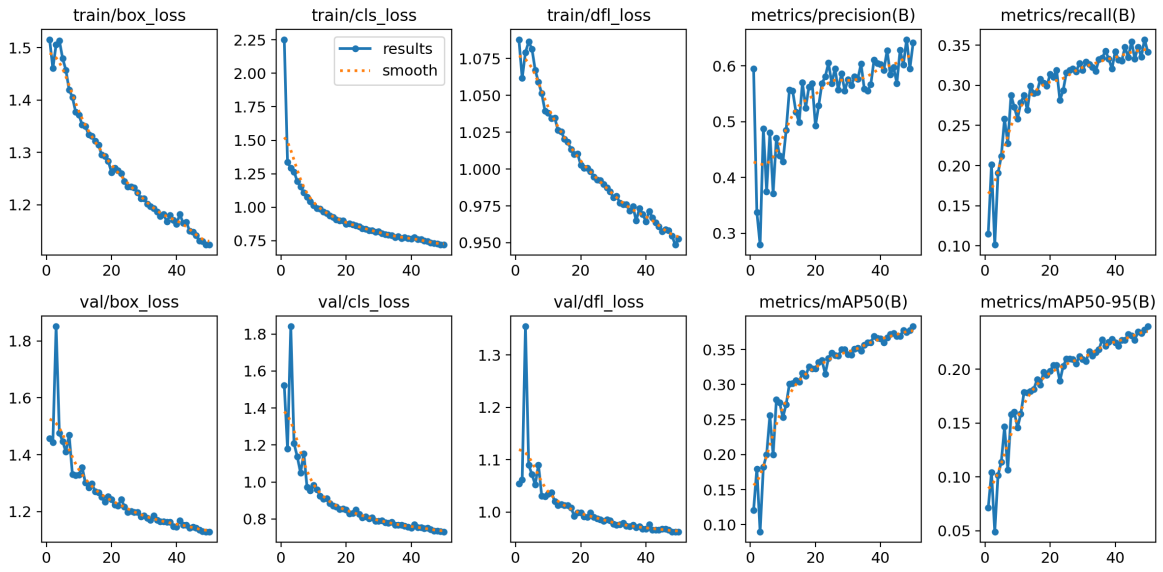 train/box_loss
1.5
1.4
1.3
1.2
0 20 40
train/cls_loss
results
smooth
2.25
2.00
1.75
1.50
1.25
1.00
0.75
0 20 40
train/dfl_loss
1.075
1.050
1.025
1.000
0.975
0.950
0 20 40
metrics/precision(B)
0.6
0.5
0.4
0.3
0 20 40
metrics/recall(B)
0.35
0.30
0.25
0.20
0.15
0.10
0 20 40
val/box_loss
1.8
1.6
1.4
1.2
0 20 40
val/cls_loss
1.8
1.6
1.4
1.2
1.0
0.8
0 20 40
val/dfl_loss
1.3
1.2
1.1
1.0
0 20 40
metrics/mAP50(B)
0.35
0.30
0.25
0.20
0.15
0.10
0 20 40
metrics/mAP50-95(B)
0.20
0.15
0.10
0.05
0 20 40